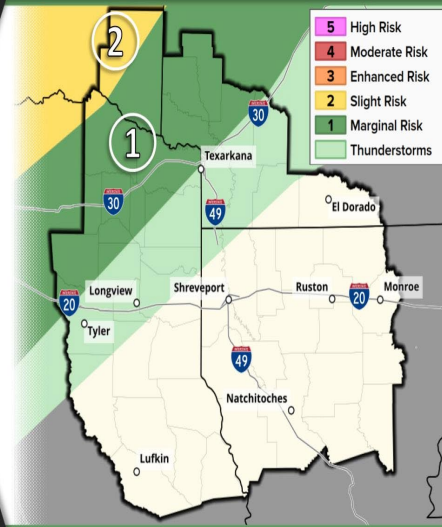 5 High Risk
4 Moderate Risk
3 Enhanced Risk
2 Slight Risk
1 Marginal Risk
Thunderstorms
2
1
30
Texarkana
30
49
El Dorado
20
Longview
Shreveport
Ruston
20
Monroe
Tyler
49
Natchitoches
Lufkin